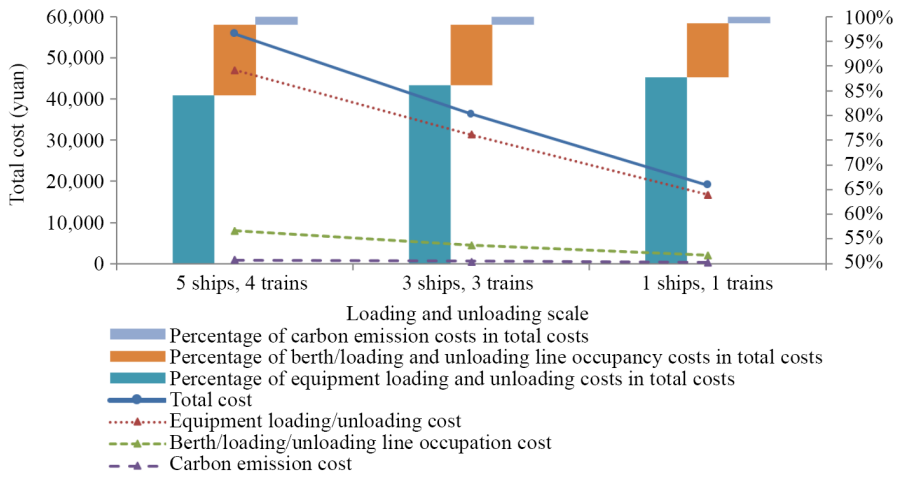 60,000
50,000
40,000
30,000
20,000
10,000
0
Total cost (yuan)
100%
95%
90%
85%
80%
75%
70%
65%
60%
55%
50%
5 ships, 4 trains
3 ships, 3 trains
1 ships, 1 trains
Loading and unloading scale
Percentage of carbon emission costs in total costs
Percentage of berth/loading and unloading line occupancy costs in total costs
Percentage of equipment loading and unloading costs in total costs
Total cost
Equipment loading/unloading cost
Berth/loading/unloading line occupation cost
Carbon emission cost